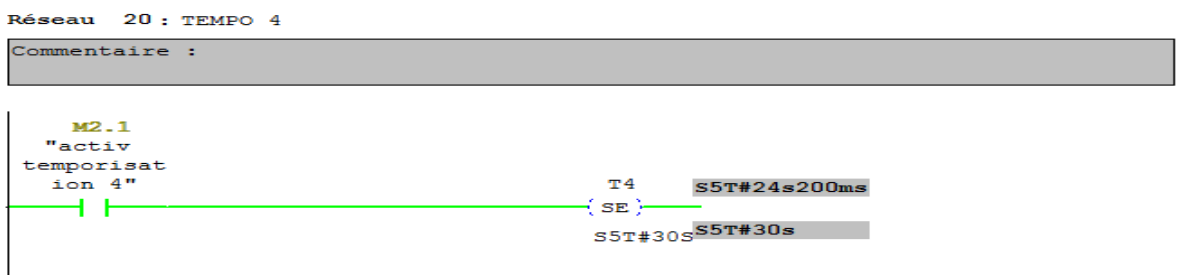 Réseau 20 : TEMPO 4
Commentaire :
M2.1
"activ
temporisat
ion 4"
T4
S5T#24s200ms
SE
S5T#30S
S5T#30s